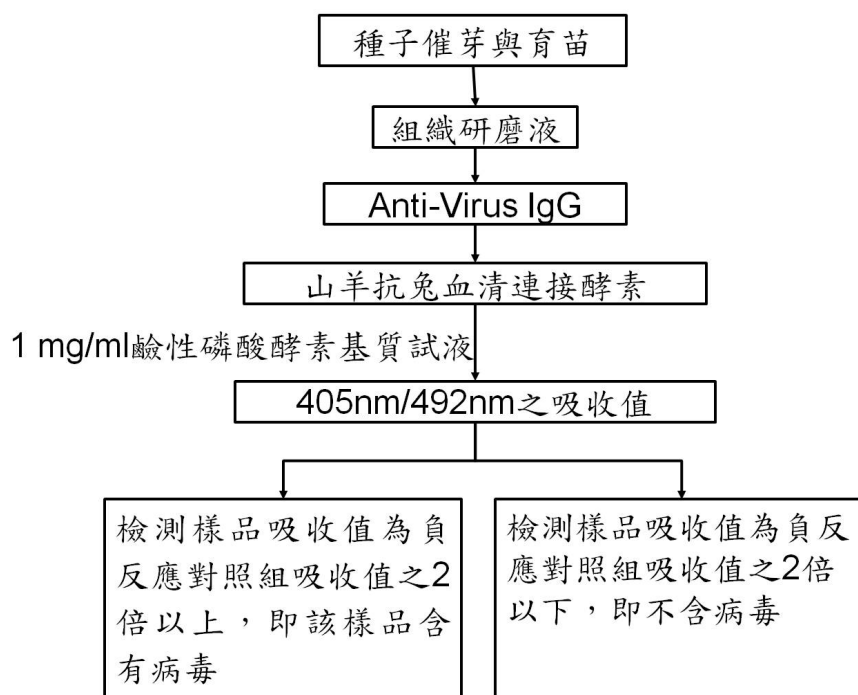 種子催芽與育苗
組織研磨液
Anti-Virus IgG
山羊抗兔血清連接酵素
1 mg/ml鹼性磷酸酵素基質試液
405nm/492nm之吸收值
檢測樣品吸收值為負
反應對照組吸收值之2
倍以上，即該樣品含
有病毒
檢測樣品吸收值為負反
應對照組吸收值之2倍
以下，即不含病毒